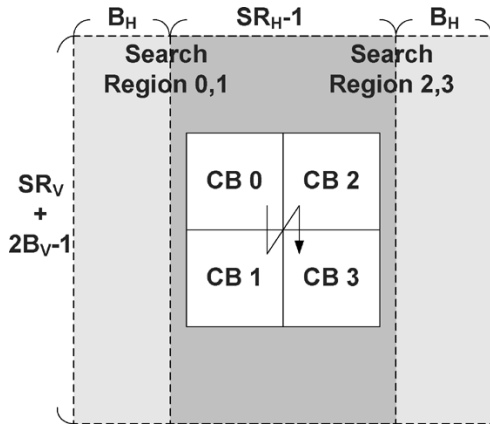 B_H SR_H-1 B_H
Search Region 0,1
Search Region 2,3
SR_V
+
2B_V-1
CB 0 CB 2
CB 1 CB 3